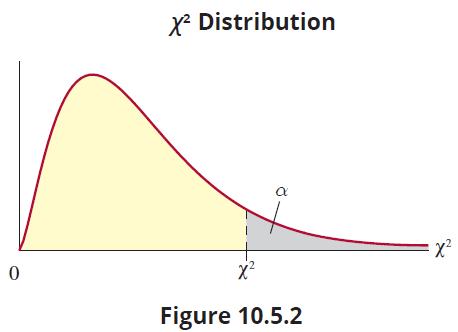 χ² Distribution
α
χ²
0
χ²
Figure 10.5.2